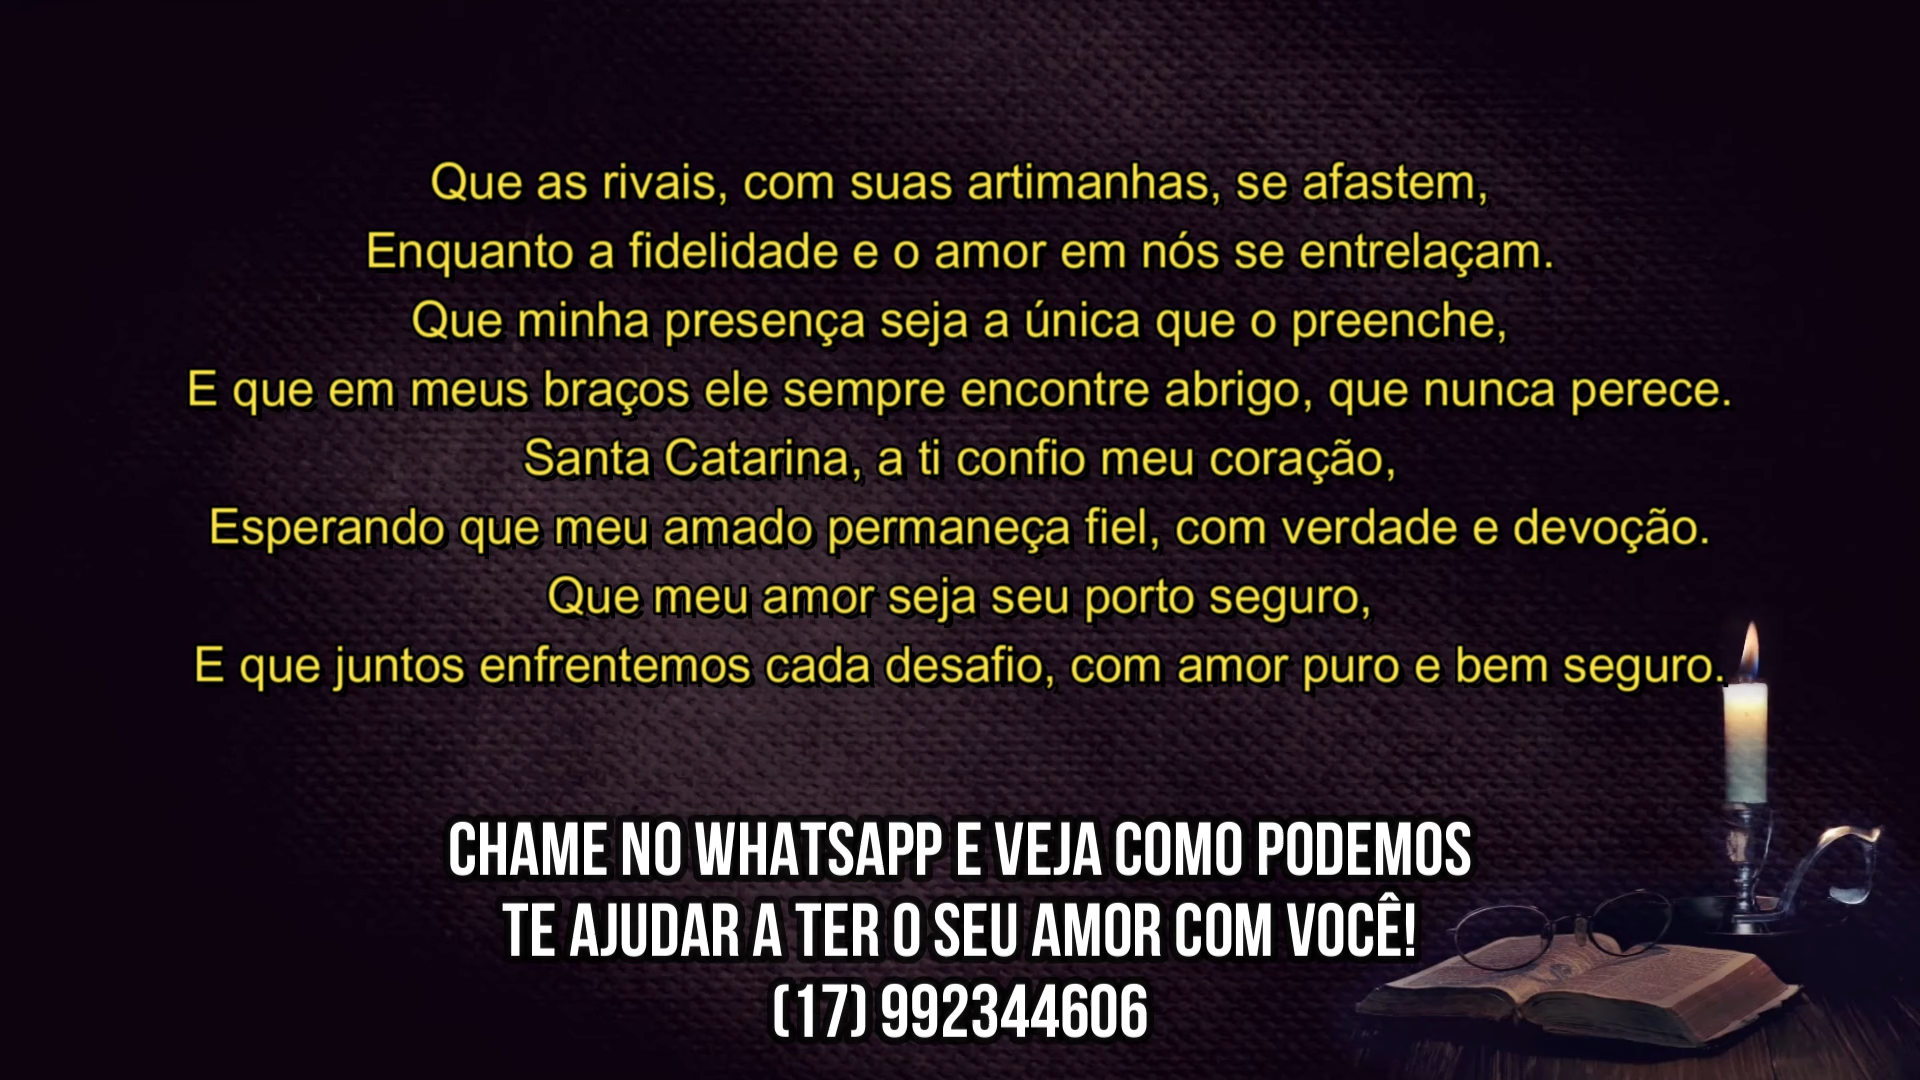 Que as rivais, com suas artimanhas, se afastem,
Enquanto a fidelidade e o amor em nós se entrelaçam.
Que minha presença seja a única que o preenche,
E que em meus braços ele sempre encontre abrigo, que nunca perece.
Santa Catarina, a ti confio meu coração,
Esperando que meu amado permaneça fiel, com verdade e devoção.
Que meu amor seja seu porto seguro,
E que juntos enfrentemos cada desafio, com amor puro e bem seguro.
CHAME NO WHATSAPP E VEJA COMO PODEMOS
TE AJUDAR A TER O SEU AMOR COM VOCÊ!
(17) 992344606